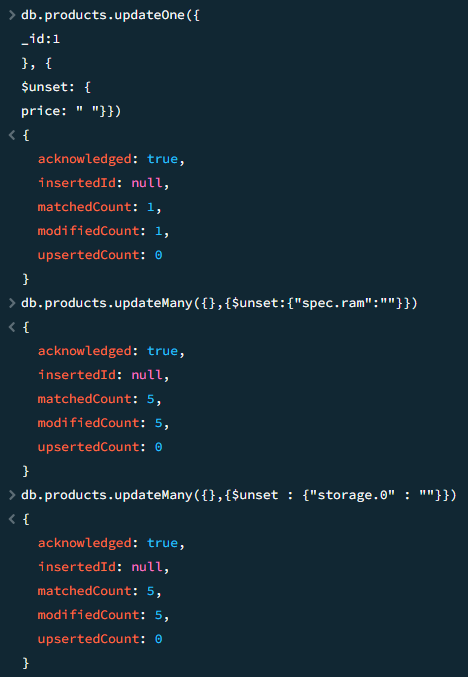 > db.products.updateOne({
_id:1
}, {
$unset: {
price: " "}})
< {
acknowledged: true,
insertedId: null,
matchedCount: 1,
modifiedCount: 1,
upsertedCount: 0
}
> db.products.updateMany({},{$unset:{"spec.ram":""}})
< {
acknowledged: true,
insertedId: null,
matchedCount: 5,
modifiedCount: 5,
upsertedCount: 0
}
> db.products.updateMany({},{$unset : {"storage.0" : ""}})
< {
acknowledged: true,
insertedId: null,
matchedCount: 5,
modifiedCount: 5,
upsertedCount: 0
}